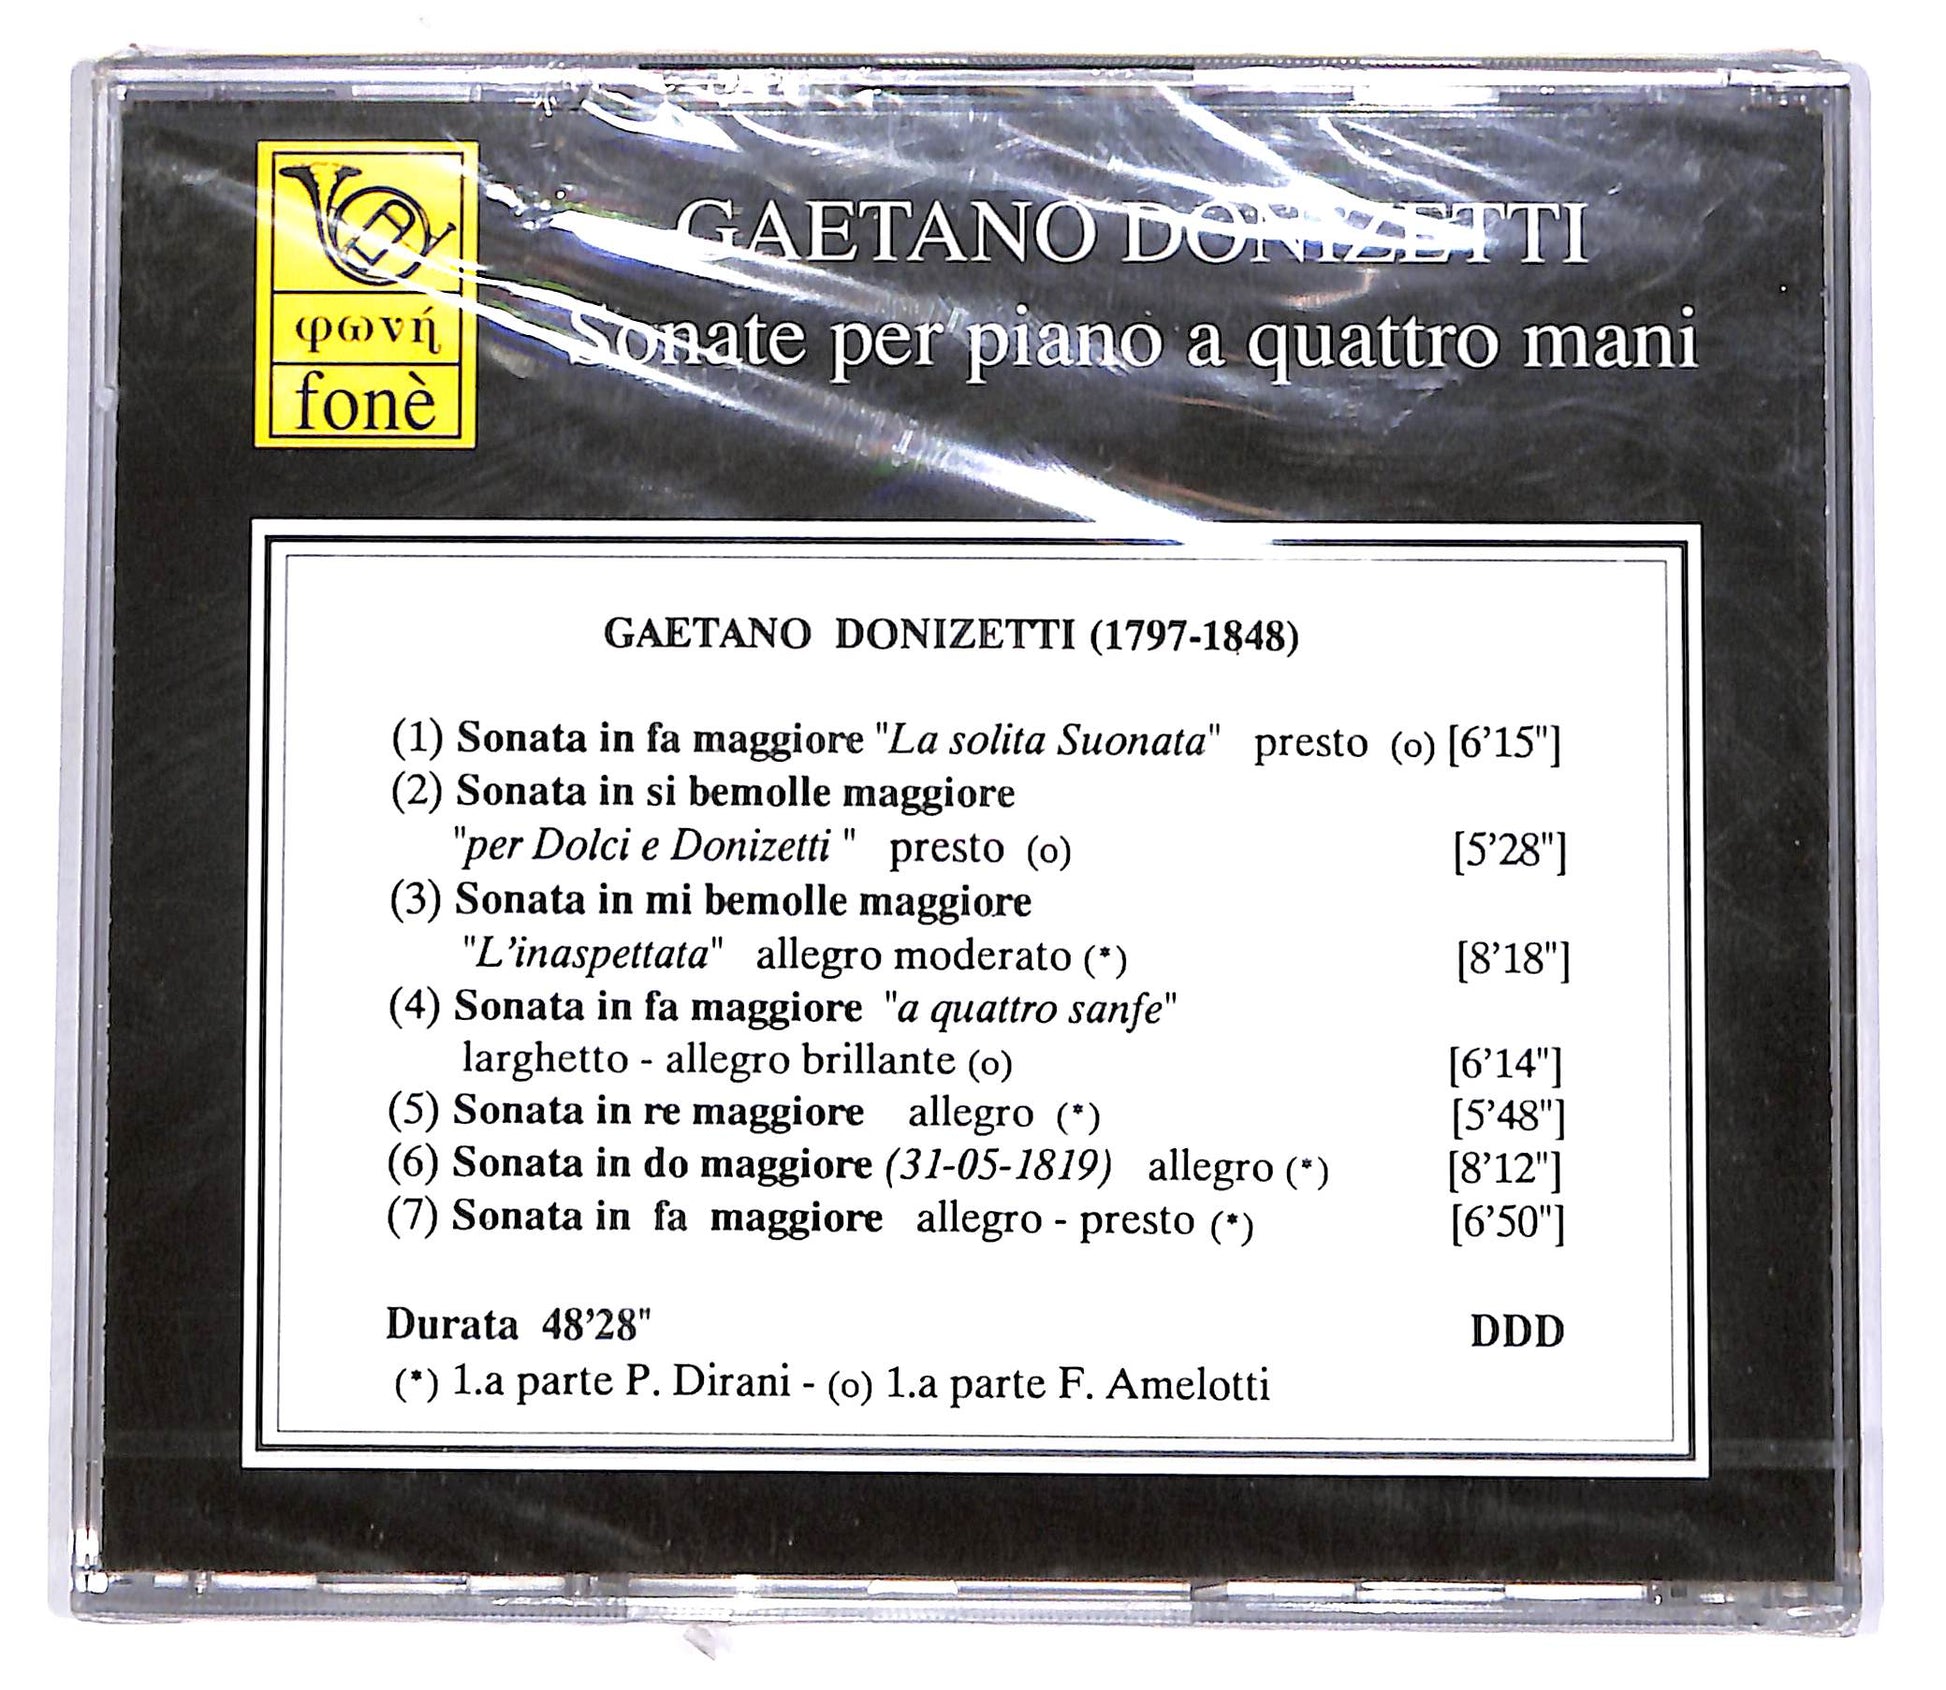 GAETANO DONIZETTI
Sonate per piano a quattro mani
φωνή
fonè
GAETANO DONIZETTI (1797-1848)
(1) Sonata in fa maggiore "La solita Suonata" presto (o) [6'15"]
(2) Sonata in si bemolle maggiore
"per Dolci e Donizetti " presto (o) [5'28"]
(3) Sonata in mi bemolle maggiore
"L'inaspettata" allegro moderato (*) [8'18"]
(4) Sonata in fa maggiore "a quattro sanfe"
larghetto - allegro brillante (o) [6'14"]
(5) Sonata in re maggiore allegro (*) [5'48"]
(6) Sonata in do maggiore (31-05-1819) allegro (*) [8'12"]
(7) Sonata in fa maggiore allegro - presto (*) [6'50"]
Durata 48'28" DDD
(*) 1.a parte P. Dirani - (o) 1.a parte F. Amelotti